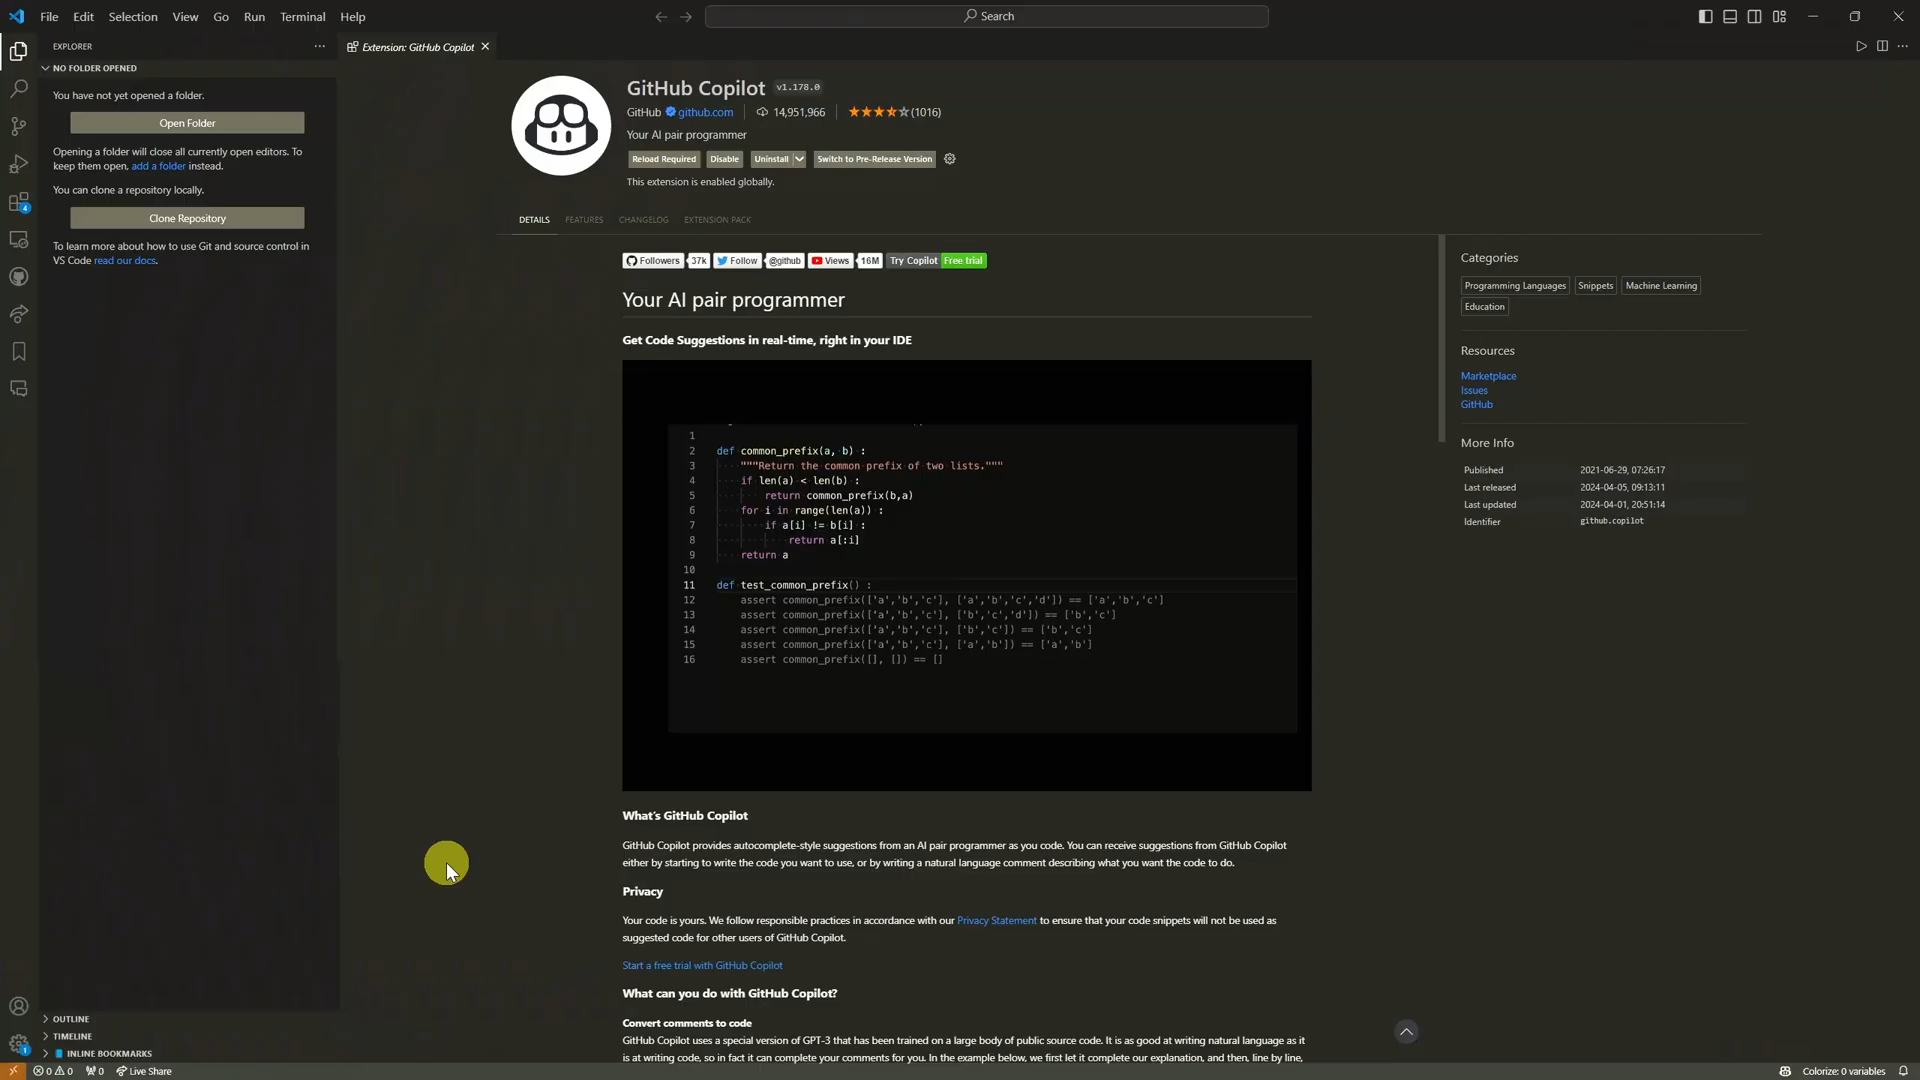 File Edit Selection View Go Run Terminal Help
Search
EXPLORER
NO FOLDER OPENED
You have not yet opened a folder.
Open Folder
Opening a folder will close all currently open editors. To
keep them open, add a folder instead.
You can clone a repository locally.
Clone Repository
To learn more about how to use Git and source control in
VS Code read our docs.
4
1
OUTLINE
TIMELINE
INLINE BOOKMARKS
Extension: GitHub Copilot
GitHub Copilot v1.178.0
GitHub github.com 14,951,966 (1016)
Your AI pair programmer
Reload Required Disable Uninstall Switch to Pre-Release Version
This extension is enabled globally.
DETAILS FEATURES CHANGELOG EXTENSION PACK
Followers 37k Follow @github Views 16M Try Copilot Free trial
Your AI pair programmer
Get Code Suggestions in real-time, right in your IDE
1
2 def common_prefix(a, b) :
3 """Return the common prefix of two lists."""
4 if len(a) < len(b) :
5 return common_prefix(b,a)
6 for i in range(len(a)) :
7 if a[i] != b[i] :
8 return a[:i]
9 return a
10
11 def test_common_prefix() :
12 assert common_prefix(['a','b','c'], ['a','b','c','d']) == ['a','b','c']
13 assert common_prefix(['a','b','c'], ['b','c','d']) == ['b','c']
14 assert common_prefix(['a','b','c'], ['b','c']) == ['b','c']
15 assert common_prefix(['a','b','c'], ['a','b']) == ['a','b']
16 assert common_prefix([], []) == []
What's GitHub Copilot
GitHub Copilot provides autocomplete-style suggestions from an AI pair programmer as you code. You can receive suggestions from GitHub Copilot
either by starting to write the code you want to use, or by writing a natural language comment describing what you want the code to do.
Privacy
Your code is yours. We follow responsible practices in accordance with our Privacy Statement to ensure that your code snippets will not be used as
suggested code for other users of GitHub Copilot.
Start a free trial with GitHub Copilot
What can you do with GitHub Copilot?
Convert comments to code
GitHub Copilot uses a special version of GPT-3 that has been trained on a large body of public source code. It is as good at writing natural language as it
is at writing code, so in fact it can complete your comments for you. In the example below, we first let it complete our explanation, and then, line by line,
Categories
Programming Languages Snippets Machine Learning
Education
Resources
Marketplace
Issues
GitHub
More Info
Published 2021-06-29, 07:26:17
Last released 2024-04-05, 09:13:11
Last updated 2024-04-01, 20:51:14
Identifier github.copilot
0 0 0 Live Share
Colorize: 0 variables